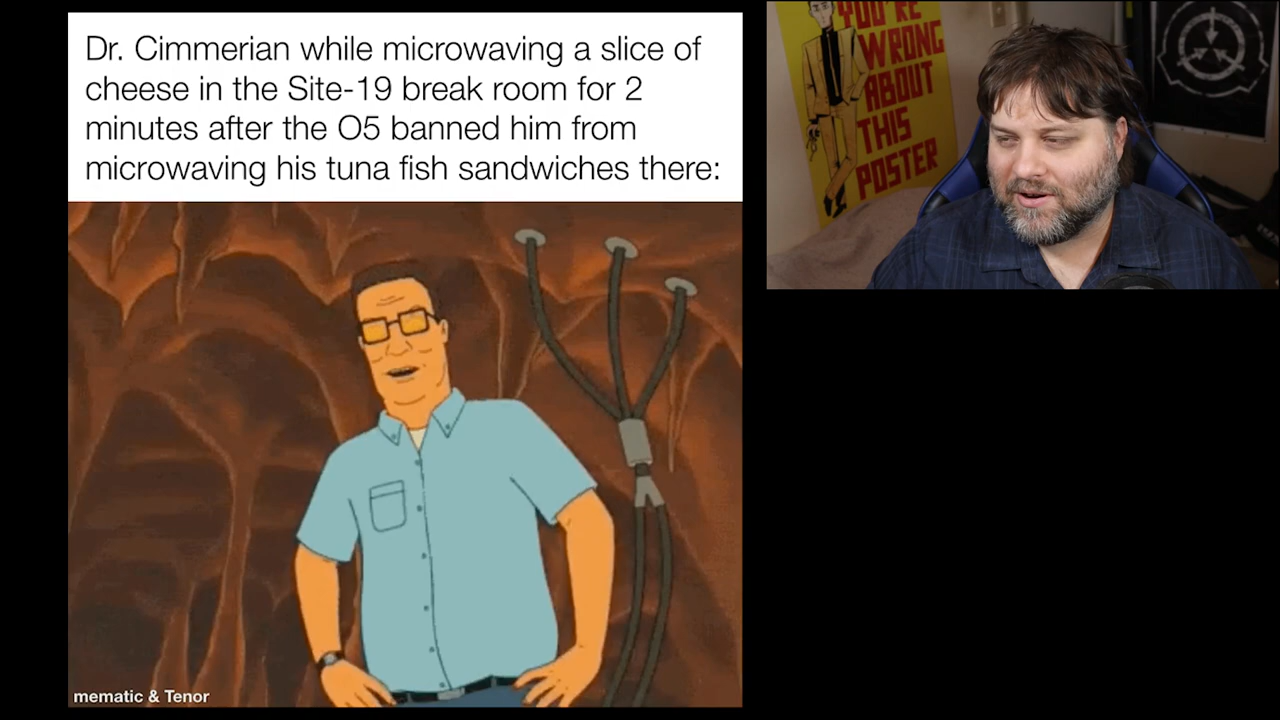 Dr. Cimmerian while microwaving a slice of
cheese in the Site-19 break room for 2
minutes after the O5 banned him from
microwaving his tuna fish sandwiches there:
YOU'RE
WRONG
ABOUT
THIS
POSTER
mematic & Tenor